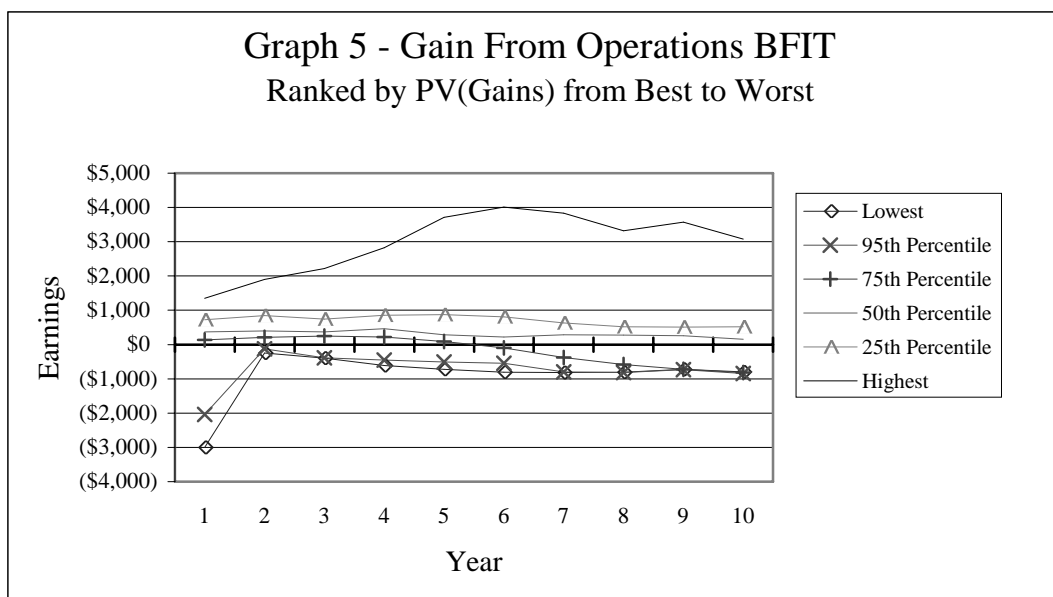 Graph 5 - Gain From Operations BFIT
Ranked by PV(Gains) from Best to Worst
Earnings
$5,000
$4,000
$3,000
$2,000
$1,000
$0
($1,000)
($2,000)
($3,000)
($4,000)
1 2 3 4 5 6 7 8 9 10
Year
Lowest
95th Percentile
75th Percentile
50th Percentile
25th Percentile
Highest